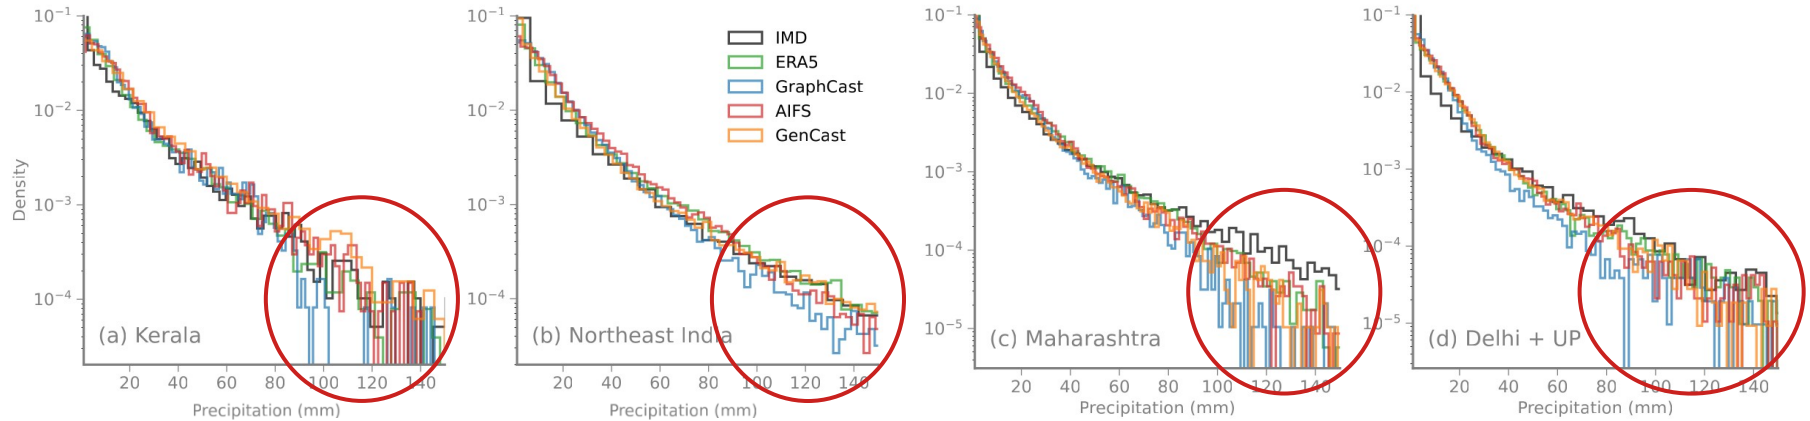 Density
10⁻¹
10⁻²
10⁻³
10⁻⁴
(a) Kerala
20 40 60 80 100 120 140
Precipitation (mm)
10⁻¹
10⁻²
10⁻³
10⁻⁴
IMD
ERA5
GraphCast
AIFS
GenCast
(b) Northeast India
20 40 60 80 100 120 140
Precipitation (mm)
10⁻¹
10⁻²
10⁻³
10⁻⁴
10⁻⁵
(c) Maharashtra
20 40 60 80 100 120 140
Precipitation (mm)
10⁻¹
10⁻²
10⁻³
10⁻⁴
10⁻⁵
(d) Delhi + UP
20 40 60 80 100 120 140
Precipitation (mm)